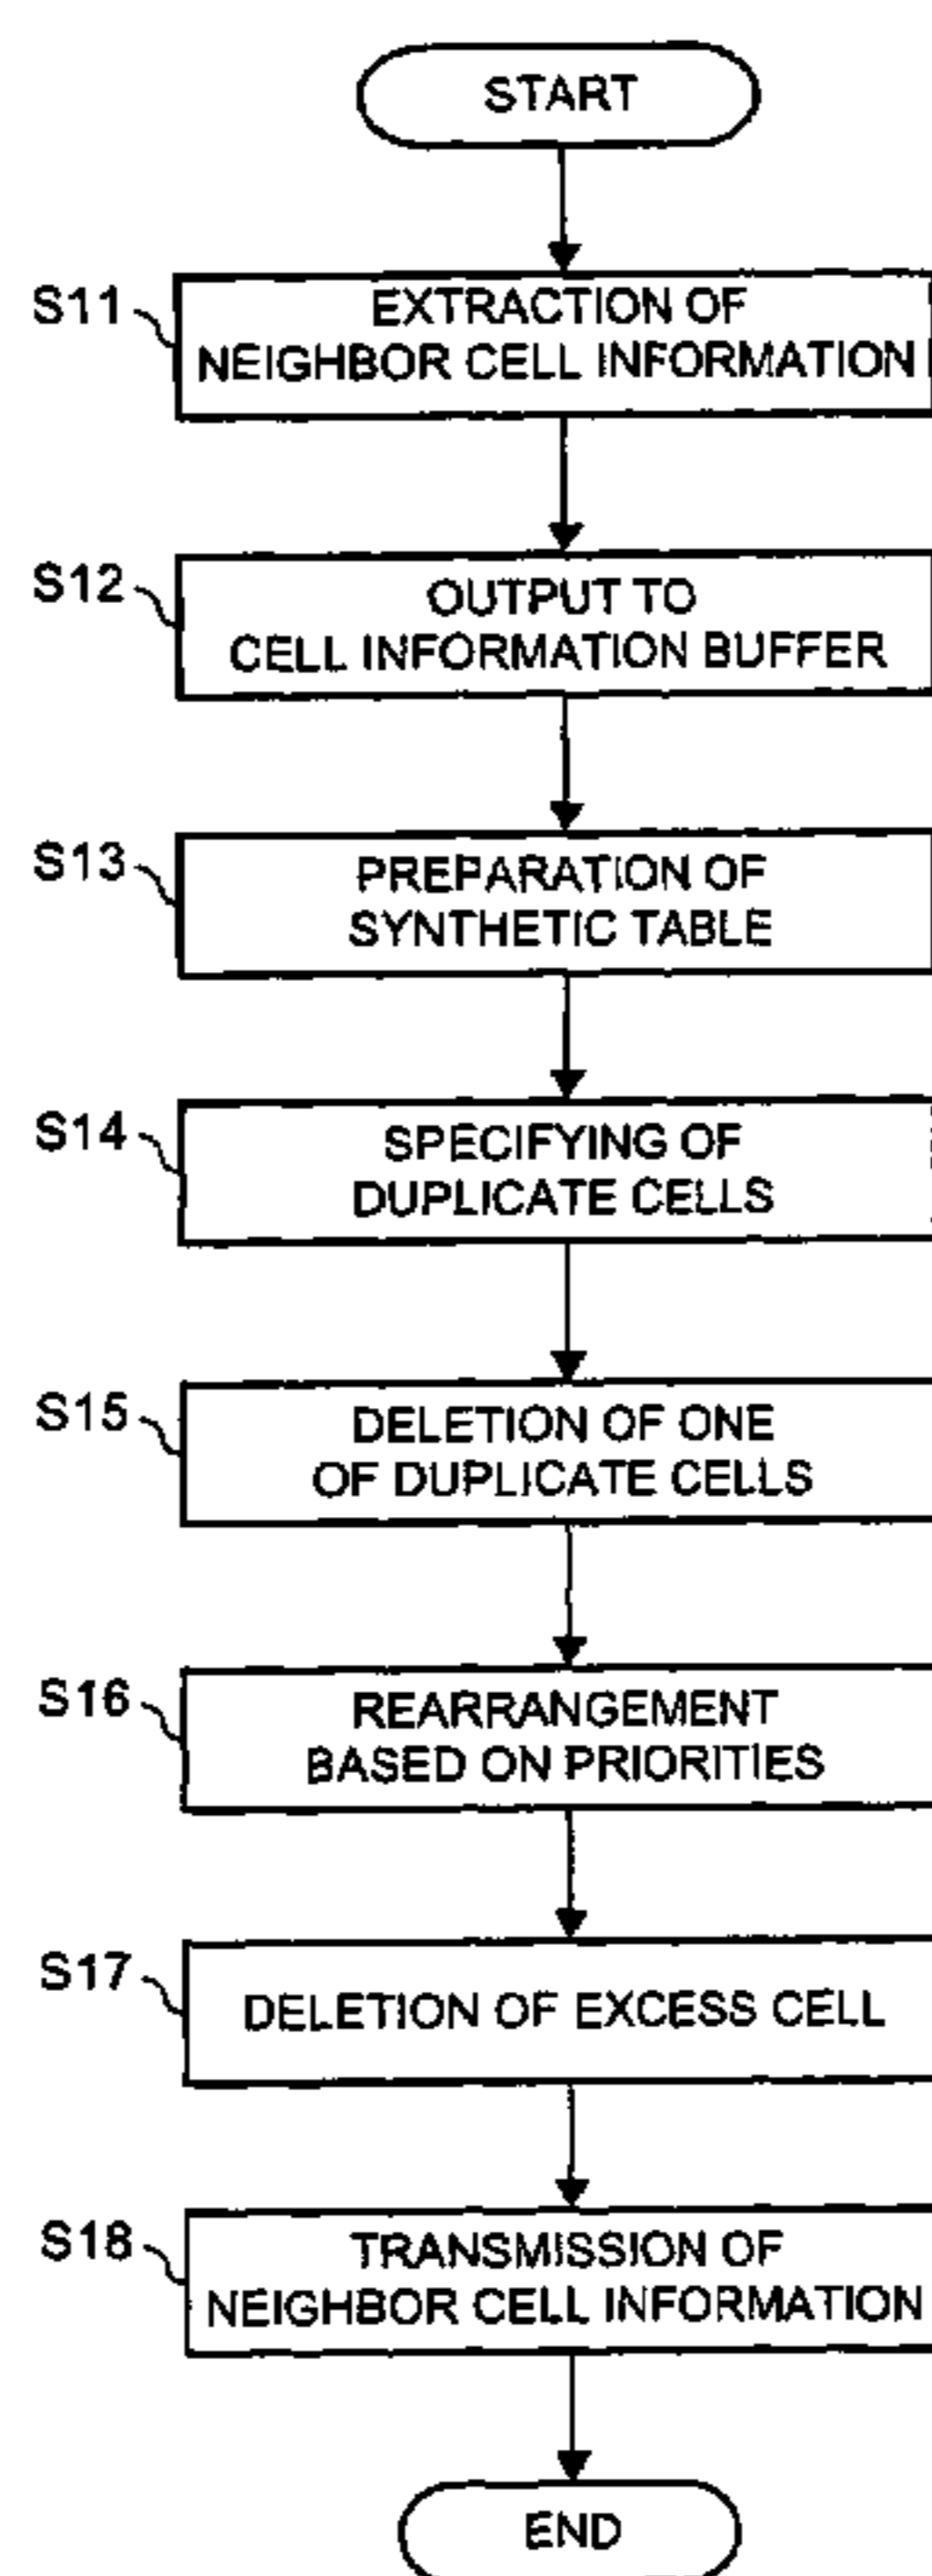 START
S11
EXTRACTION OF
NEIGHBOR CELL INFORMATION
S12
OUTPUT TO
CELL INFORMATION BUFFER
S13
PREPARATION OF
SYNTHETIC TABLE
S14
SPECIFYING OF
DUPLICATE CELLS
S15
DELETION OF ONE
OF DUPLICATE CELLS
S16
REARRANGEMENT
BASED ON PRIORITIES
S17
DELETION OF EXCESS CELL
S18
TRANSMISSION OF
NEIGHBOR CELL INFORMATION
END